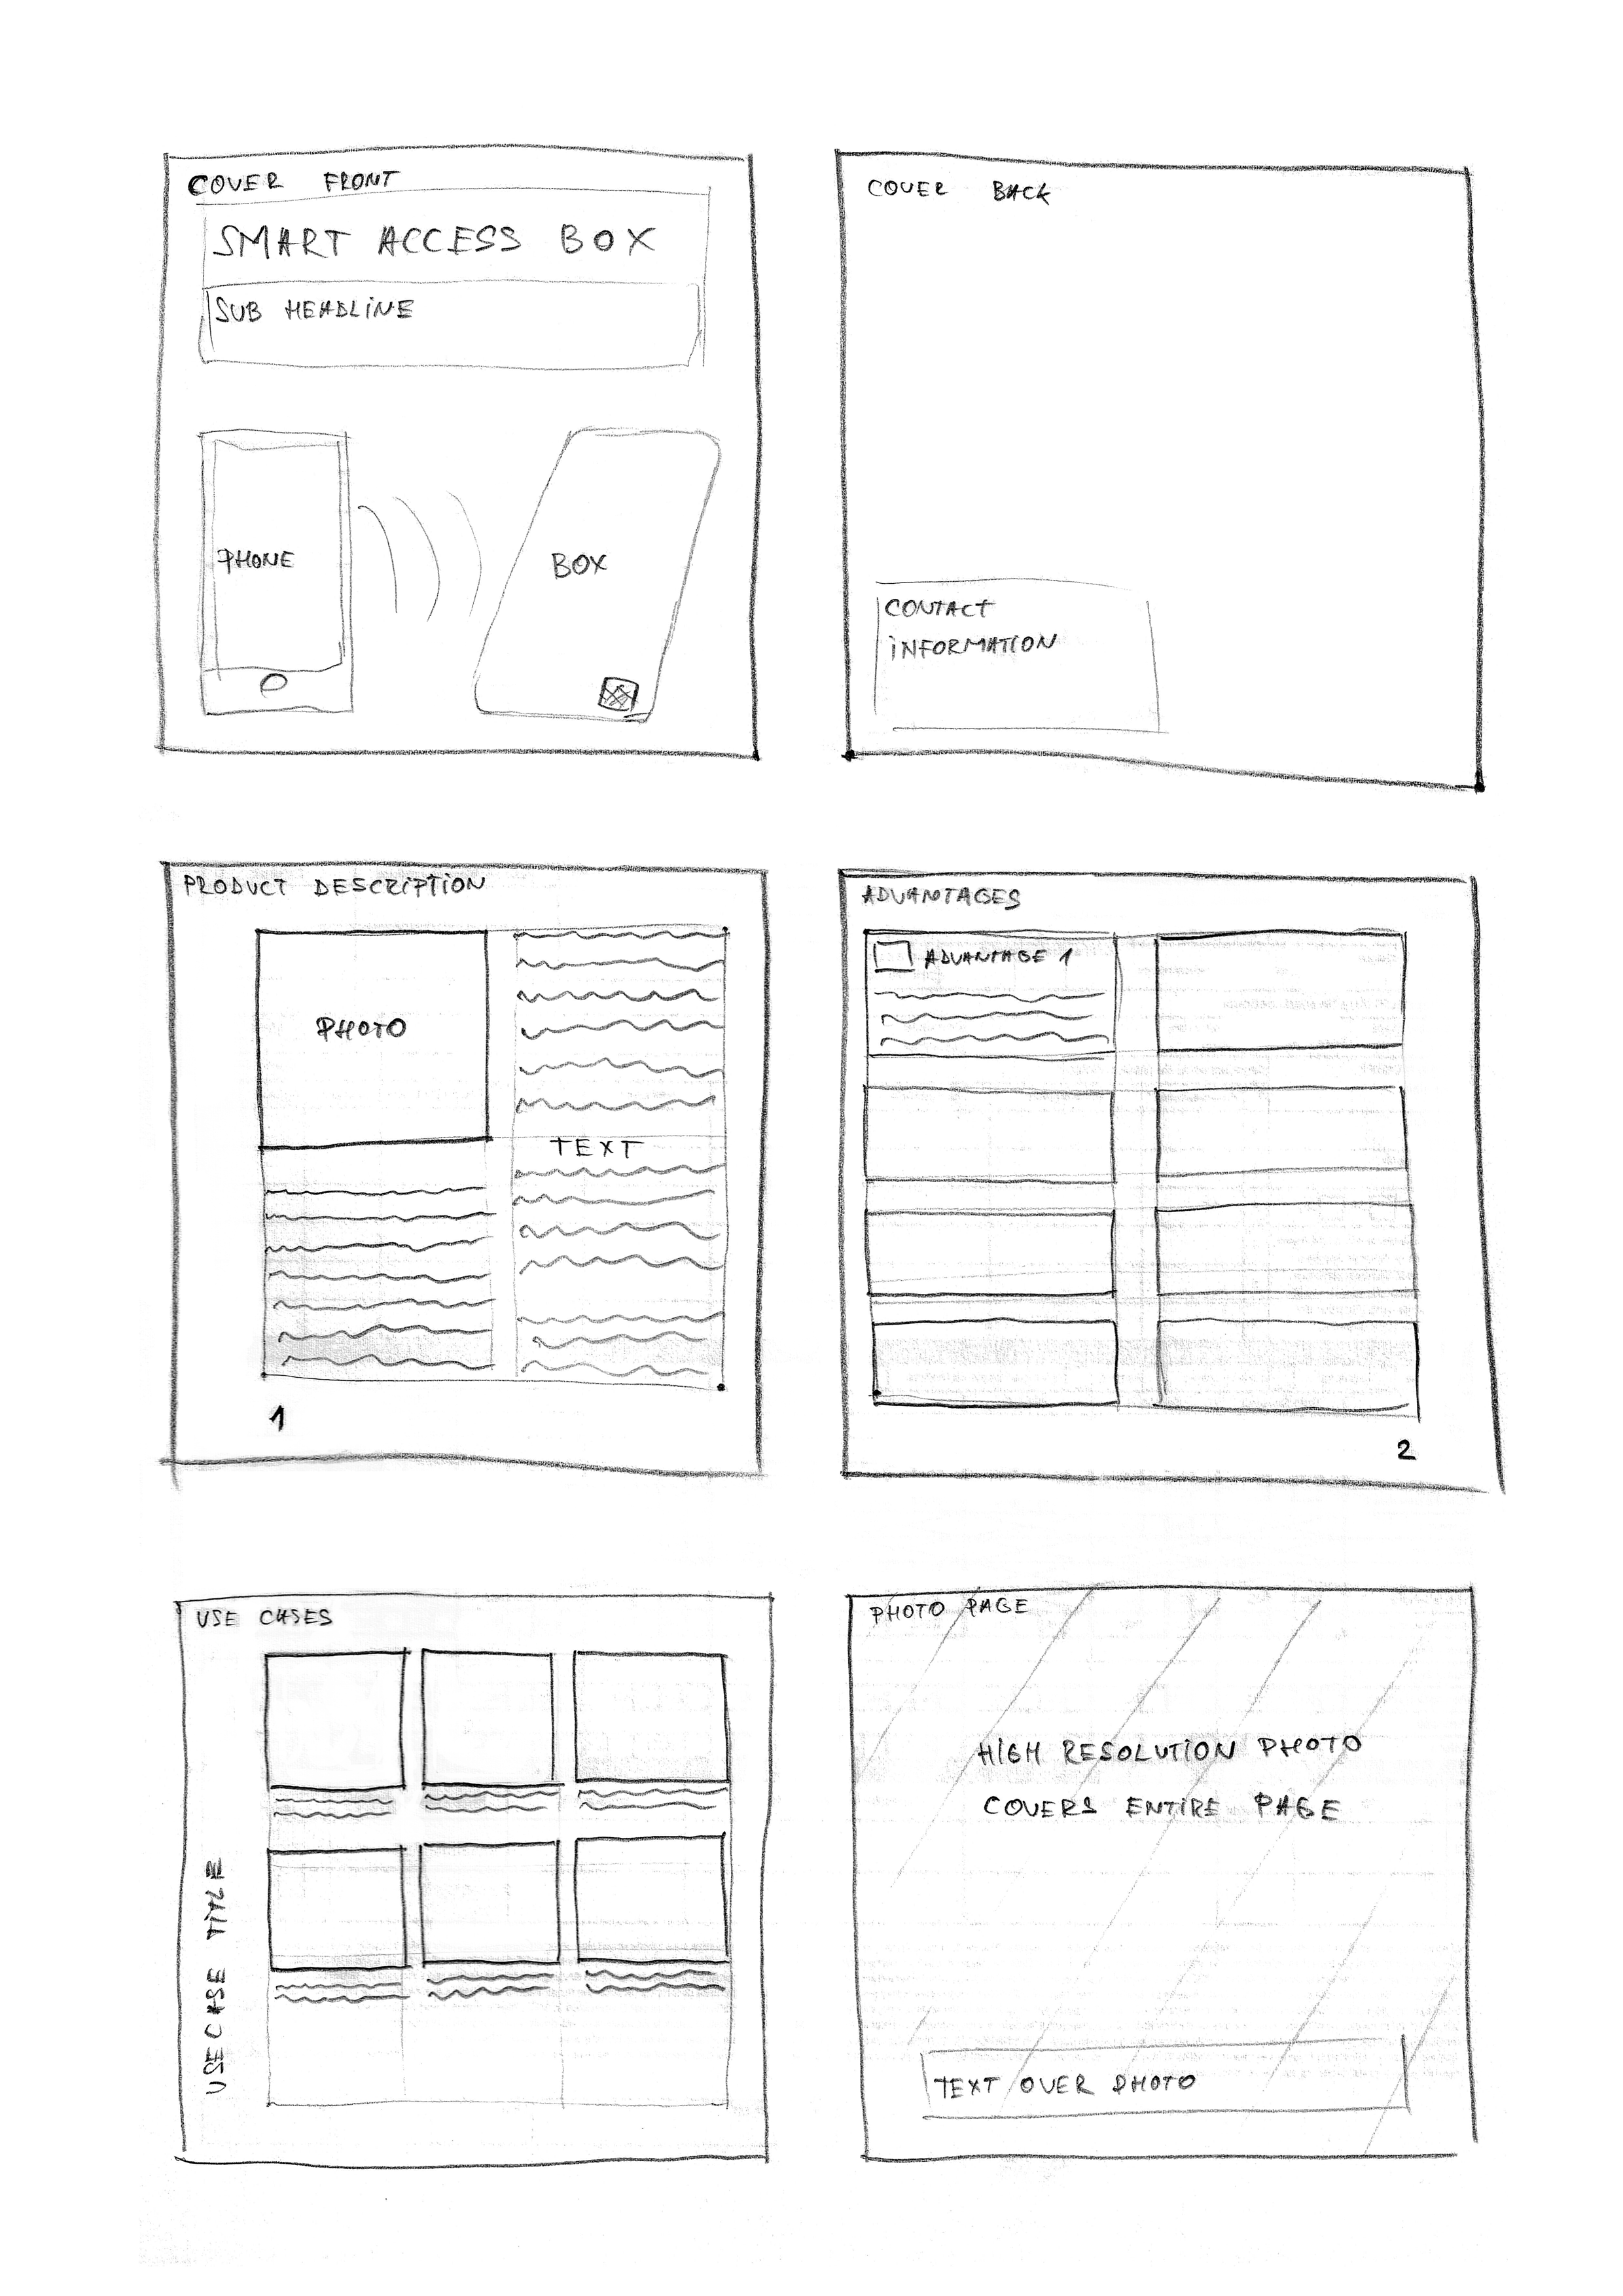 COVER FRONT
SMART ACCESS BOX
SUB HEADLINE
PHONE
BOX
COVER BACK
CONTACT
INFORMATION
PRODUCT DESCRIPTION
PHOTO
TEXT
1
ADVANTAGES
ADVANTAGE 1
2
USE CASES
USE CASE TITLE
PHOTO PAGE
HIGH RESOLUTION PHOTO
COVERS ENTIRE PAGE
TEXT OVER PHOTO